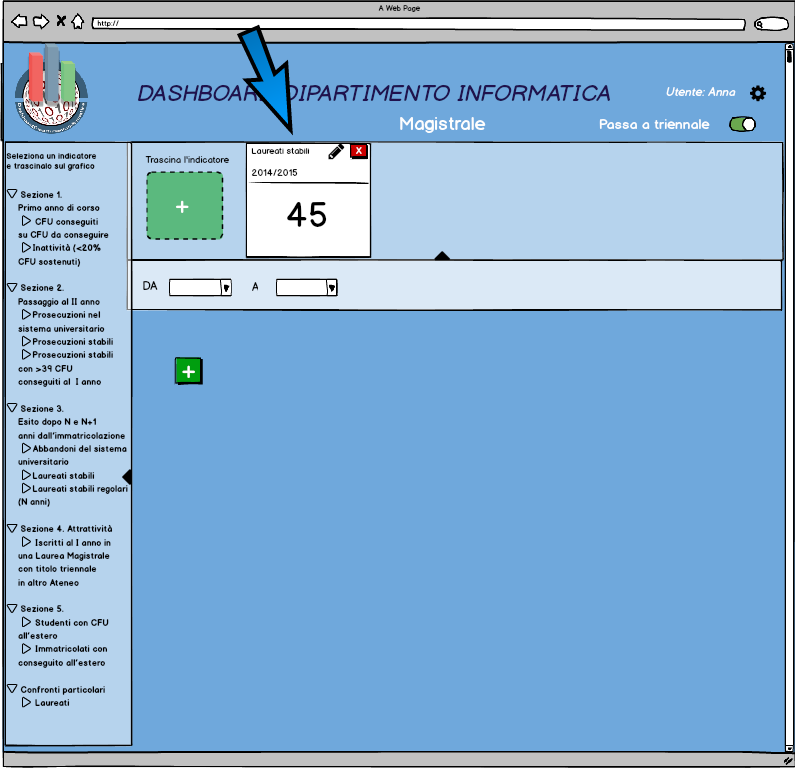 A Web Page
http://
DASHBOAR DIPARTIMENTO INFORMATICA
Utente: Anna
Magistrale
Passa a triennale
Seleziona un indicatore
e trascinalo sul grafico
Sezione 1.
Primo anno di corso
CFU conseguiti
su CFU da conseguire
Inattività (<20%
CFU sostenuti)
Sezione 2.
Passaggio al II anno
Prosecuzioni nel
sistema universitario
Prosecuzioni stabili
Prosecuzioni stabili
con >39 CFU
conseguiti al I anno
Sezione 3.
Esito dopo N e N+1
anni dall'immatricolazione
Abbandoni del sistema
universitario
Laureati stabili
Laureati stabili regolari
(N anni)
Sezione 4. Attrattività
Iscritti al I anno in
una Laurea Magistrale
con titolo triennale
in altro Ateneo
Sezione 5.
Studenti con CFU
all'estero
Immatricolati con
conseguito all'estero
Confronti particolari
Laureati
Trascina l'indicatore
+
Laureati stabili
X
2014/2015
45
DA
A
+